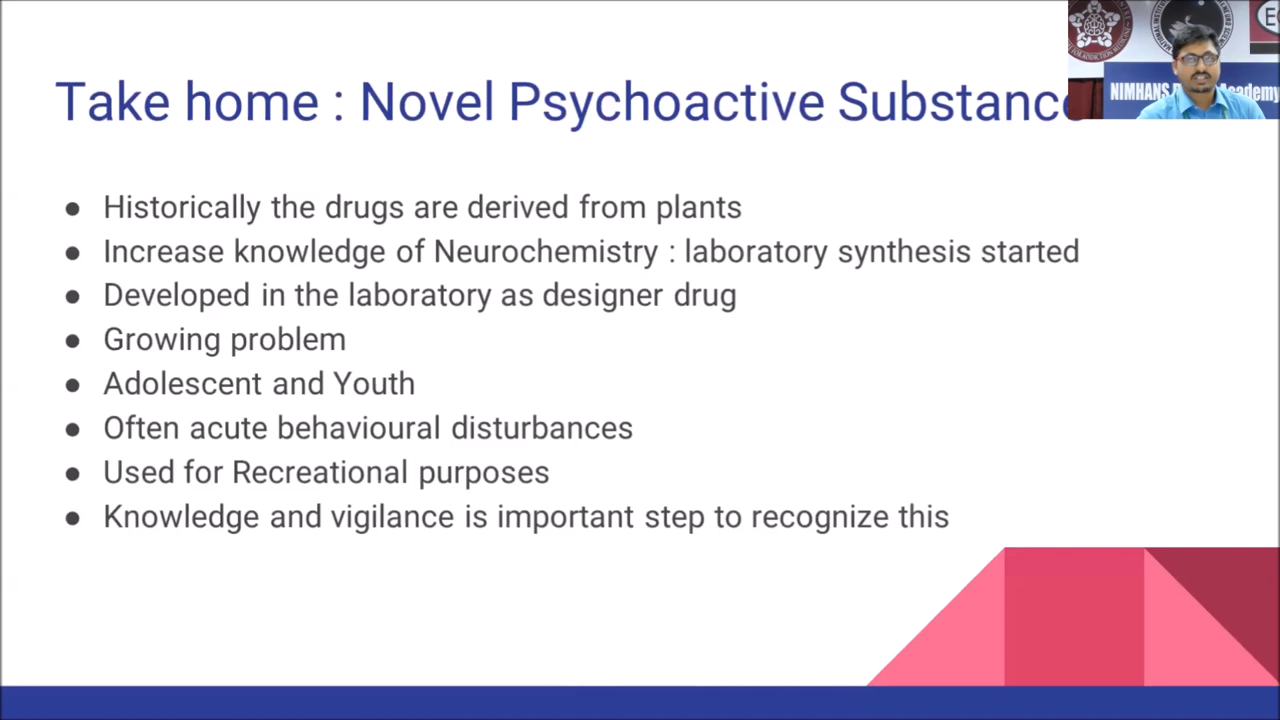 Take home : Novel Psychoactive Substance
● Historically the drugs are derived from plants
● Increase knowledge of Neurochemistry : laboratory synthesis started
● Developed in the laboratory as designer drug
● Growing problem
● Adolescent and Youth
● Often acute behavioural disturbances
● Used for Recreational purposes
● Knowledge and vigilance is important step to recognize this
NIMHANS